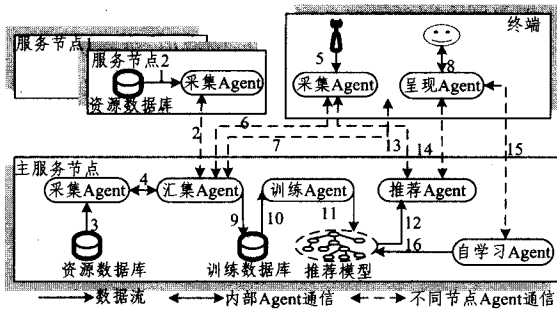 终端
服务节点1
服务节点2
1
资源数据库
采集Agent
5
采集Agent
8
呈现Agent
2
6
7
13
14
15
主服务节点
采集Agent
4
汇集Agent
训练Agent
推荐Agent
3
9
10
11
12
16
资源数据库
训练数据库
推荐模型
自学习Agent
数据流
内部Agent通信
不同节点Agent通信